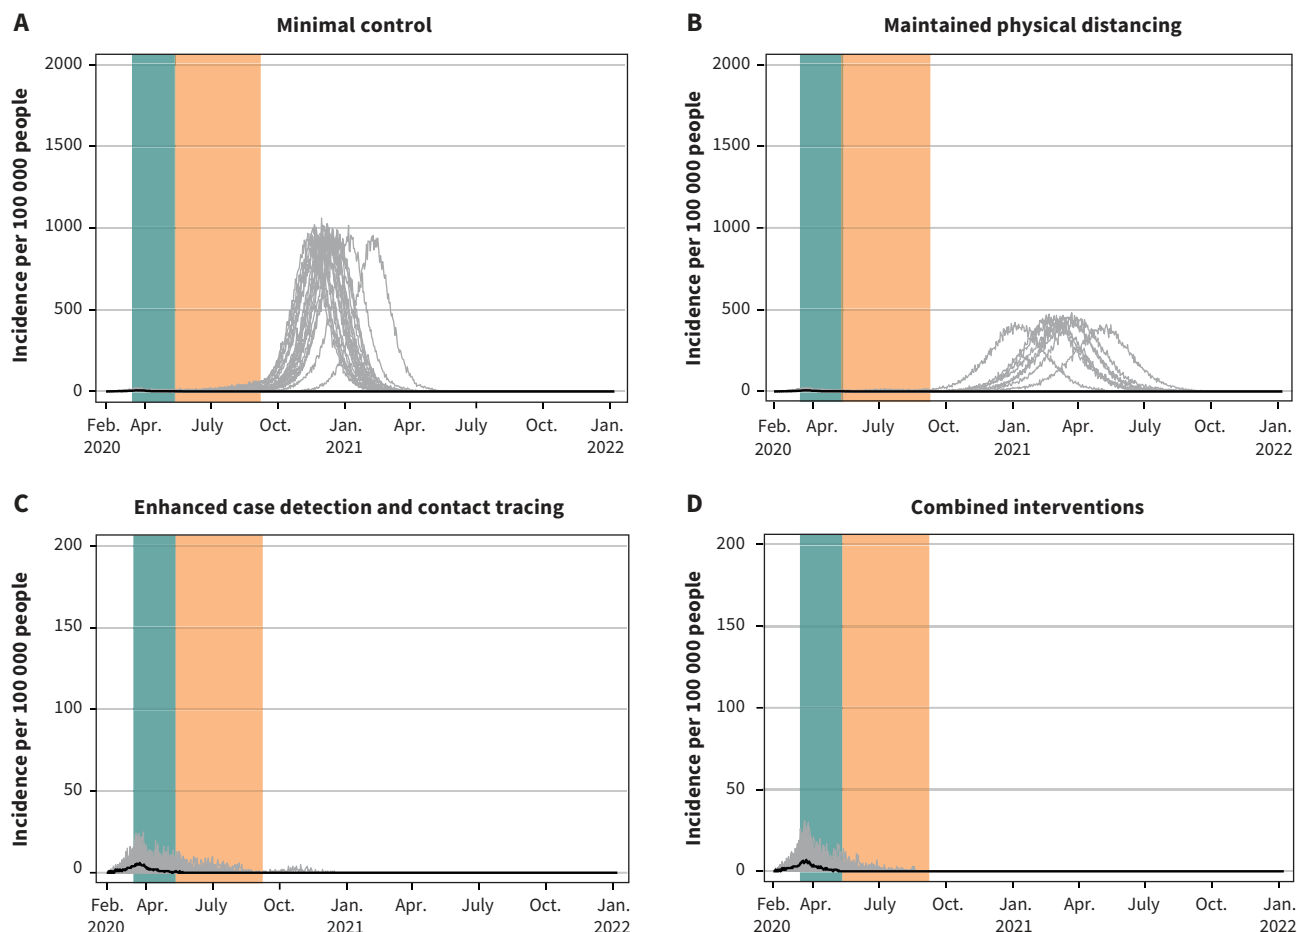 A
Minimal control
Incidence per 100 000 people
2000
1500
1000
500
0
Feb. Apr. July Oct. Jan. Apr. July Oct. Jan.
2020 2021 2022
B
Maintained physical distancing
Incidence per 100 000 people
2000
1500
1000
500
0
Feb. Apr. July Oct. Jan. Apr. July Oct. Jan.
2020 2021 2022
C
Enhanced case detection and contact tracing
Incidence per 100 000 people
200
150
100
50
0
Feb. Apr. July Oct. Jan. Apr. July Oct. Jan.
2020 2021 2022
D
Combined interventions
Incidence per 100 000 people
200
150
100
50
0
Feb. Apr. July Oct. Jan. Apr. July Oct. Jan.
2020 2021 2022